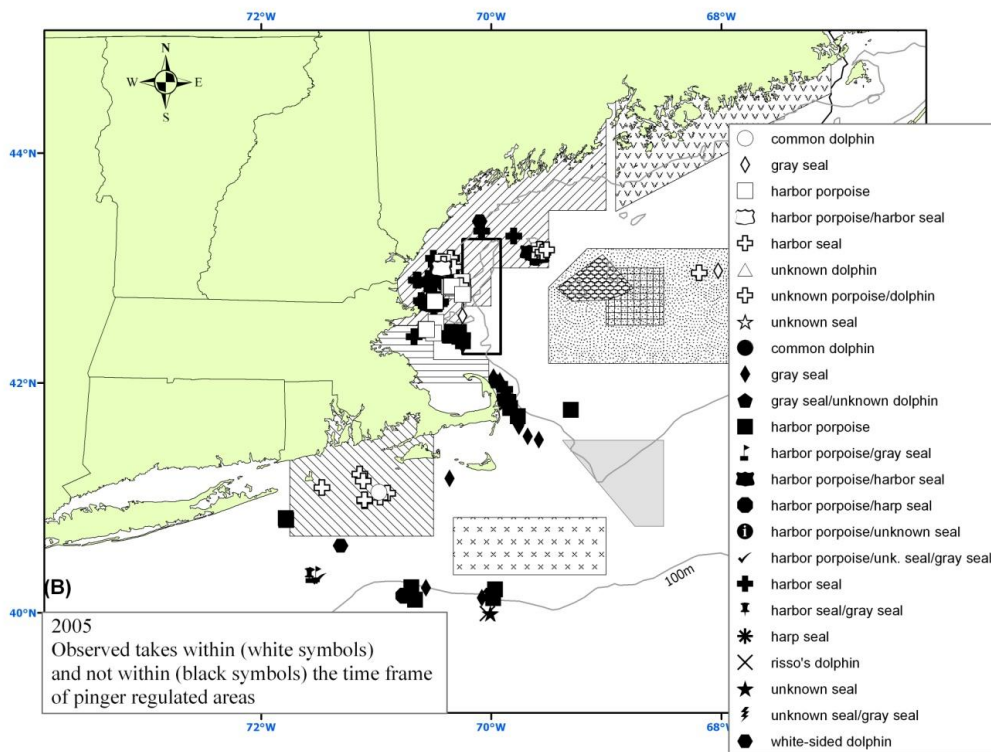 72°W 70°W 68°W
N
W E
S
44°N
42°N
40°N
common dolphin
gray seal
harbor porpoise
harbor porpoise/harbor seal
harbor seal
unknown dolphin
unknown porpoise/dolphin
unknown seal
common dolphin
gray seal
gray seal/unknown dolphin
harbor porpoise
harbor porpoise/gray seal
harbor porpoise/harbor seal
harbor porpoise/harp seal
harbor porpoise/unknown seal
harbor porpoise/unk. seal/gray seal
harbor seal
harbor seal/gray seal
harp seal
risso's dolphin
unknown seal
unknown seal/gray seal
white-sided dolphin
100m
(B)
2005
Observed takes within (white symbols)
and not within (black symbols) the time frame
of pinger regulated areas
72°W 70°W 68°W